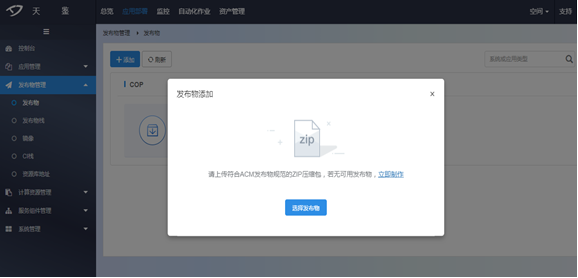 天眼
总览 应用部署 监控 自动化作业 资产管理
空间 支持
控制台
应用管理
发布物管理
发布物
发布物线
镜像
CI线
资源库地址
计算资源管理
服务组件管理
系统管理
发布物管理 发布物
添加 刷新
系统或应用类型
COP
发布物添加
x
zip
请上传符合ACM发布物规范的ZIP压缩包，若无可用发布物，立即制作
选择发布物